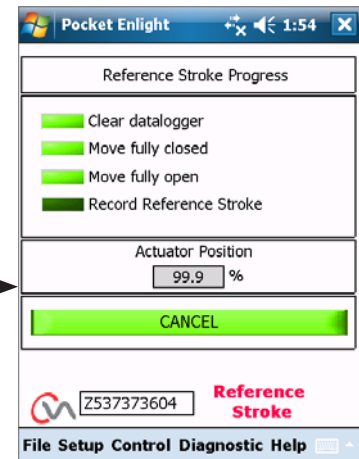 Pocket Enlight 1:54
Reference Stroke Progress
Clear datalogger
Move fully closed
Move fully open
Record Reference Stroke
Actuator Position
99.9 %
CANCEL
Z537373604
Reference
Stroke
File Setup Control Diagnostic Help